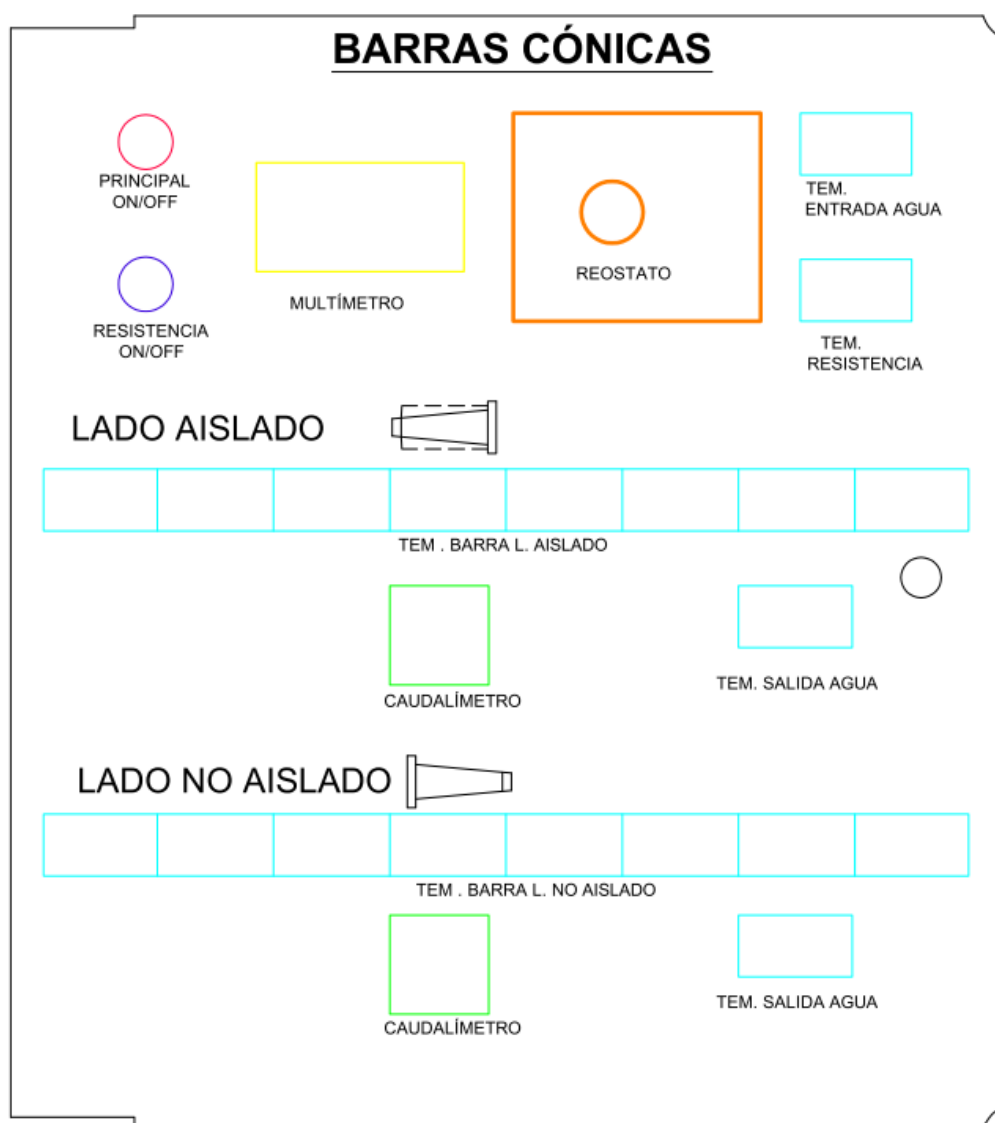 BARRAS CÓNICAS
PRINCIPAL
ON/OFF
MULTÍMETRO
REOSTATO
TEM.
ENTRADA AGUA
RESISTENCIA
ON/OFF
TEM.
RESISTENCIA
LADO AISLADO
TEM . BARRA L. AISLADO
CAUDALÍMETRO
TEM. SALIDA AGUA
LADO NO AISLADO
TEM . BARRA L. NO AISLADO
CAUDALÍMETRO
TEM. SALIDA AGUA